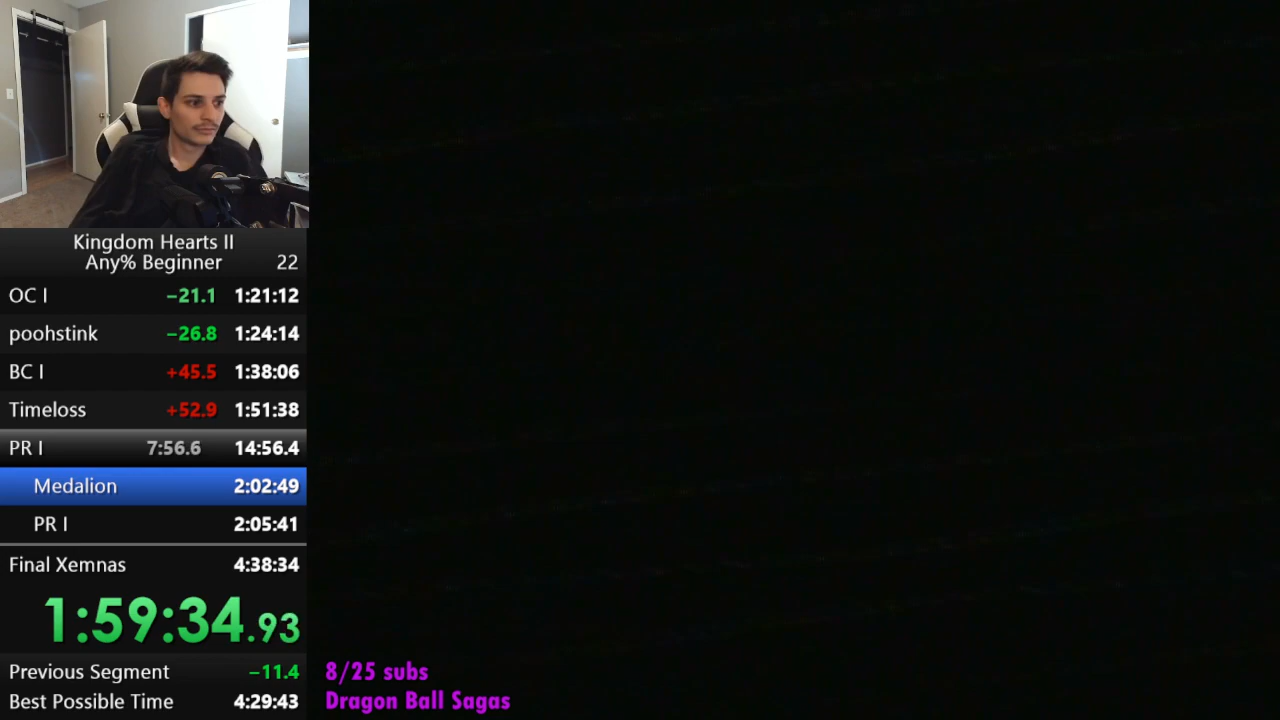 Kingdom Hearts II
Any% Beginner 22
OC I −21.1 1:21:12
poohstink −26.8 1:24:14
BC I +45.5 1:38:06
Timeloss +52.9 1:51:38
PR I 7:56.6 14:56.4
Medalion 2:02:49
PR I 2:05:41
Final Xemnas 4:38:34
1:59:34.93
Previous Segment −11.4
Best Possible Time 4:29:43
8/25 subs
Dragon Ball Sagas